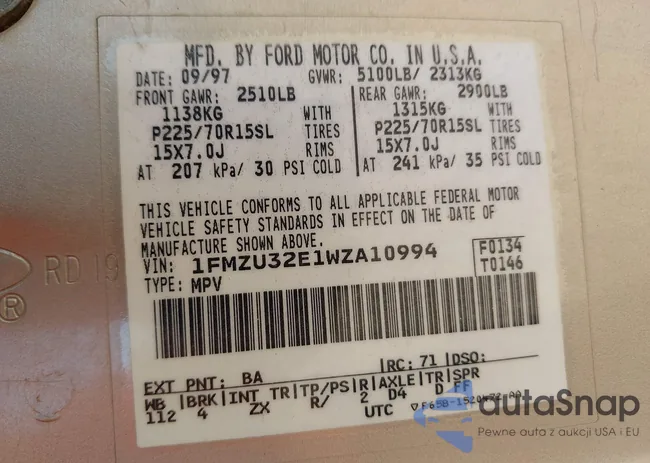 MFD. BY FORD MOTOR CO. IN U.S.A.
DATE: 09/97 GVWR: 5100LB/ 2313KG
FRONT GAWR: 2510LB REAR GAWR: 2900LB
1138KG WITH 1315KG WITH
P225/70R15SL TIRES P225/70R15SL TIRES
15X7.0J RIMS 15X7.0J RIMS
AT 207 kPa/ 30 PSI COLD AT 241 kPa/ 35 PSI COLD
THIS VEHICLE CONFORMS TO ALL APPLICABLE FEDERAL MOTOR
VEHICLE SAFETY STANDARDS IN EFFECT ON THE DATE OF
MANUFACTURE SHOWN ABOVE.
VIN: 1FMZU32E1WZA10994 F0134
TYPE: MPV T0146
RD 19
®
EXT PNT: BA RC: 71 DSO:
WB BRK INT TR TP/PS R AXLE TR SPR
112 4 ZX R/ 2 D4 D FF
UTC
autoSnap
Pewne auto z aukcji USA i EU